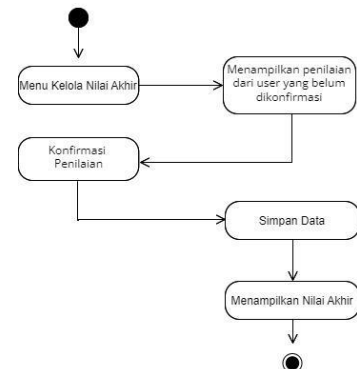 Menu Kelola Nilai Akhir
Menampilkan penilaian
dari user yang belum
dikonfirmasi
Konfirmasi
Penilaian
Simpan Data
Menampilkan Nilai Akhir